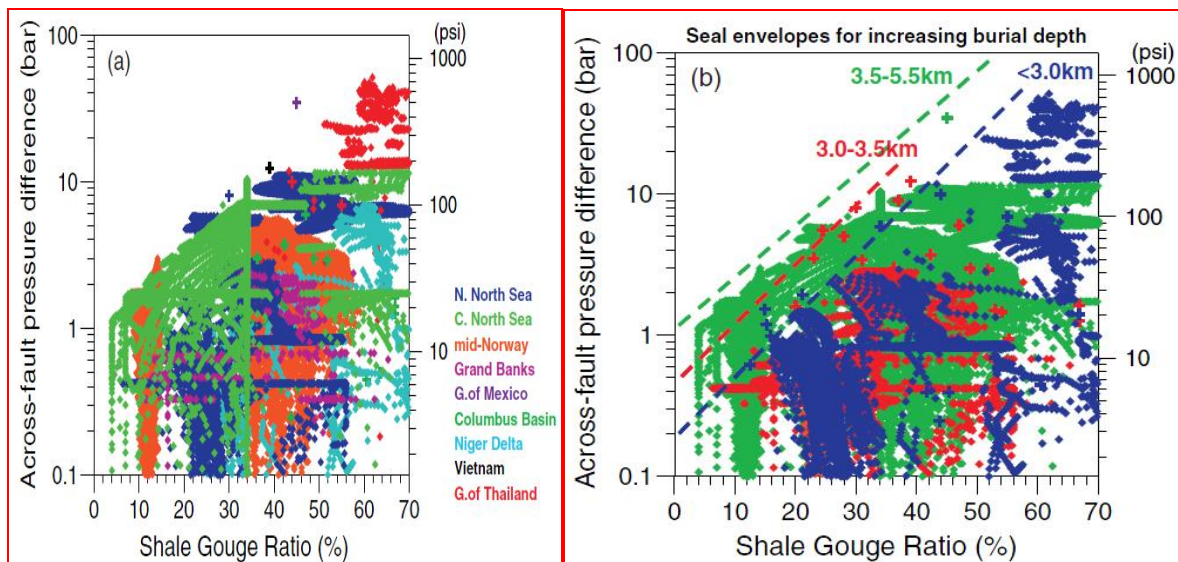 100
(a)
(psi)
1000
10
100
1
10
0.1
Across-fault pressure difference (bar)
N. North Sea
C. North Sea
mid-Norway
Grand Banks
G.of Mexico
Columbus Basin
Niger Delta
Vietnam
G.of Thailand
0 10 20 30 40 50 60 70
Shale Gouge Ratio (%)
Seal envelopes for increasing burial depth
100
(b)
3.5-5.5km
<3.0km
(psi)
1000
3.0-3.5km
10
100
1
10
0.1
Across-fault pressure difference (bar)
0 10 20 30 40 50 60 70
Shale Gouge Ratio (%)